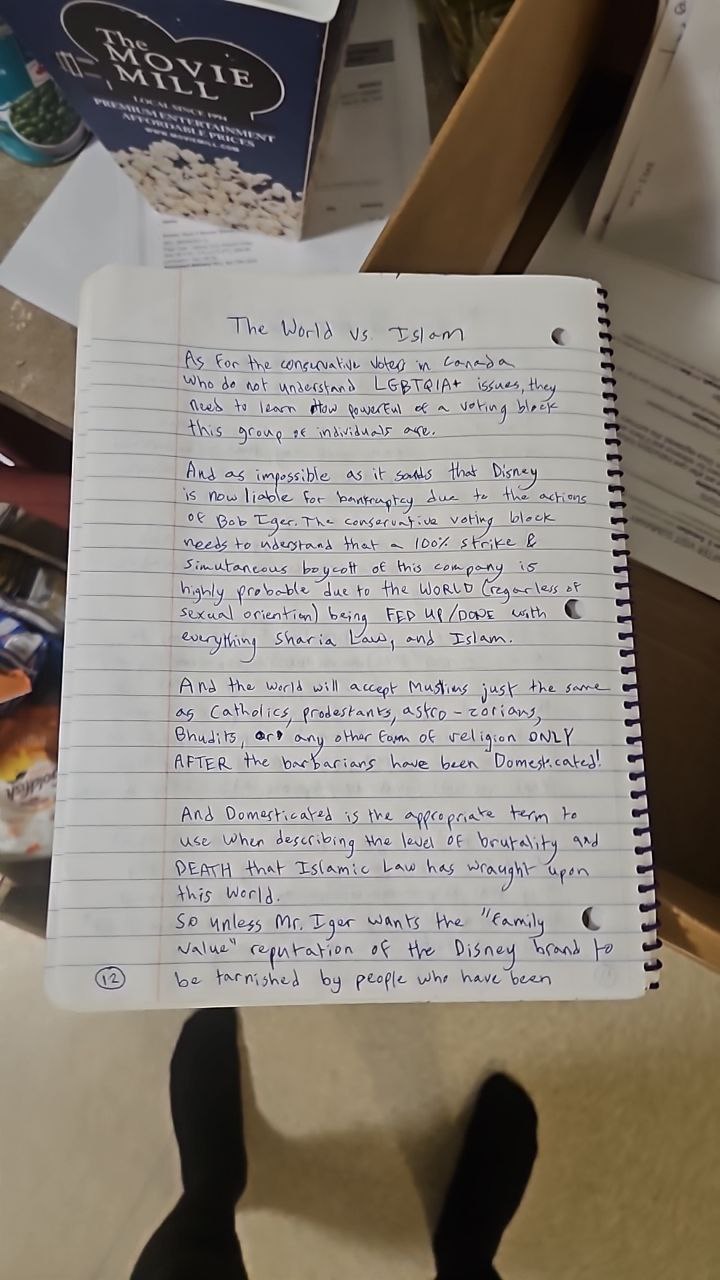 The
MOVIE
MILL
LOCAL SINCE 1994
PREMIUM ENTERTAINMENT
AFFORDABLE PRICES
WWW.MOVIEMILL.COM
The World vs. Islam
As for the conservative voters in Canada
who do not understand LGBTQIA+ issues, they
need to learn How powerful of a voting block
this group of individuals are.
And as impossible as it souds that Disney
is now liable for bankruptcy due to the actions
of Bob Iger. The conservative voting block
needs to uderstand that a 100% strike &
simutaneous boycott of this company is
highly probable due to the WORLD (regarless of
sexual oriention) being FED UP/DONE with
everything Sharia Law, and Islam.
And the world will accept Muslims just the same
as Catholics, prodestants, astro-zorians,
Bhudits, or any other form of religion ONLY
AFTER the barbarians have been Domesticated!
And Domesticated is the appropriate term to
use when describing the level of brutality and
DEATH that Islamic Law has wraught upon
this World.
So unless Mr. Iger wants the "family
value" reputation of the Disney brand to
be tarnished by people who have been
12